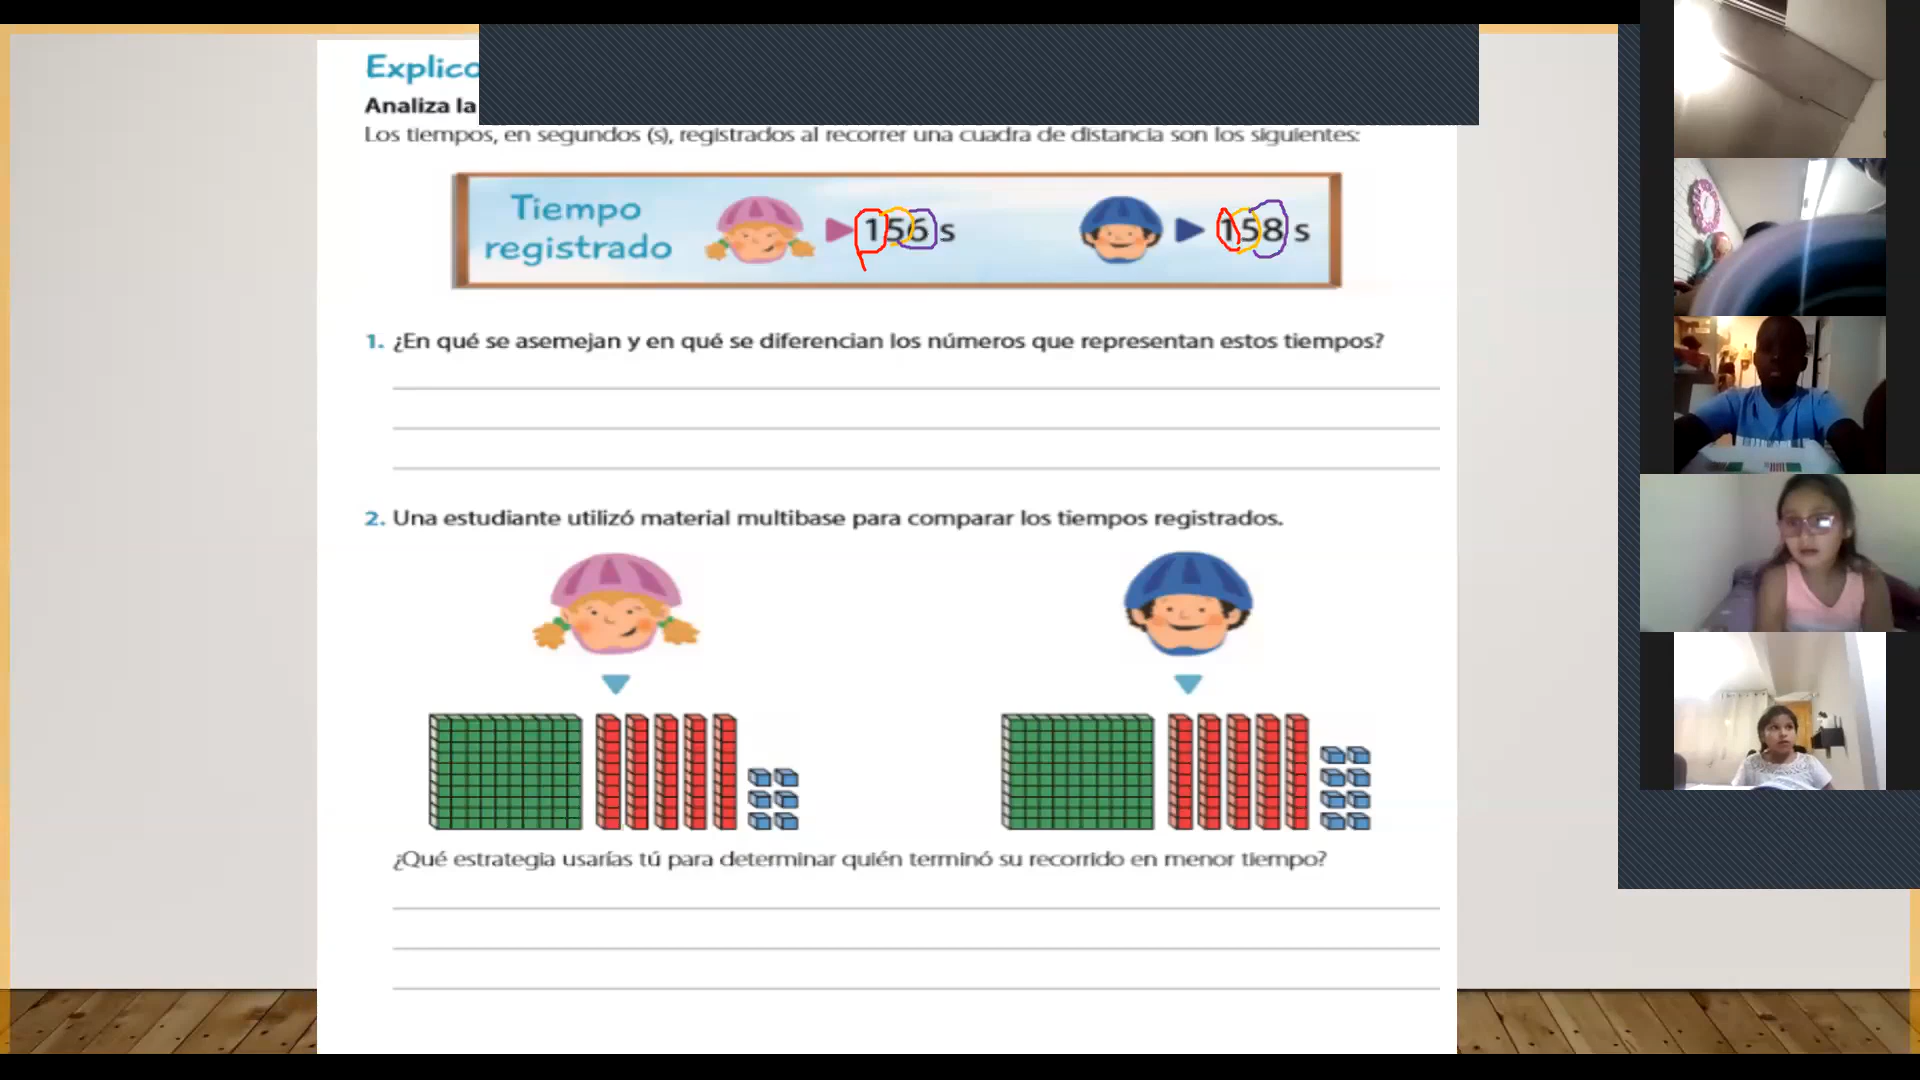 Explico
Analiza la
Los tiempos, en segundos (s), registrados al recorrer una cuadra de distancia son los siguientes:
Tiempo
registrado
156 s
158 s
1. ¿En qué se asemejan y en qué se diferencian los números que representan estos tiempos?
2. Una estudiante utilizó material multibase para comparar los tiempos registrados.
¿Qué estrategia usarías tú para determinar quién terminó su recorrido en menor tiempo?